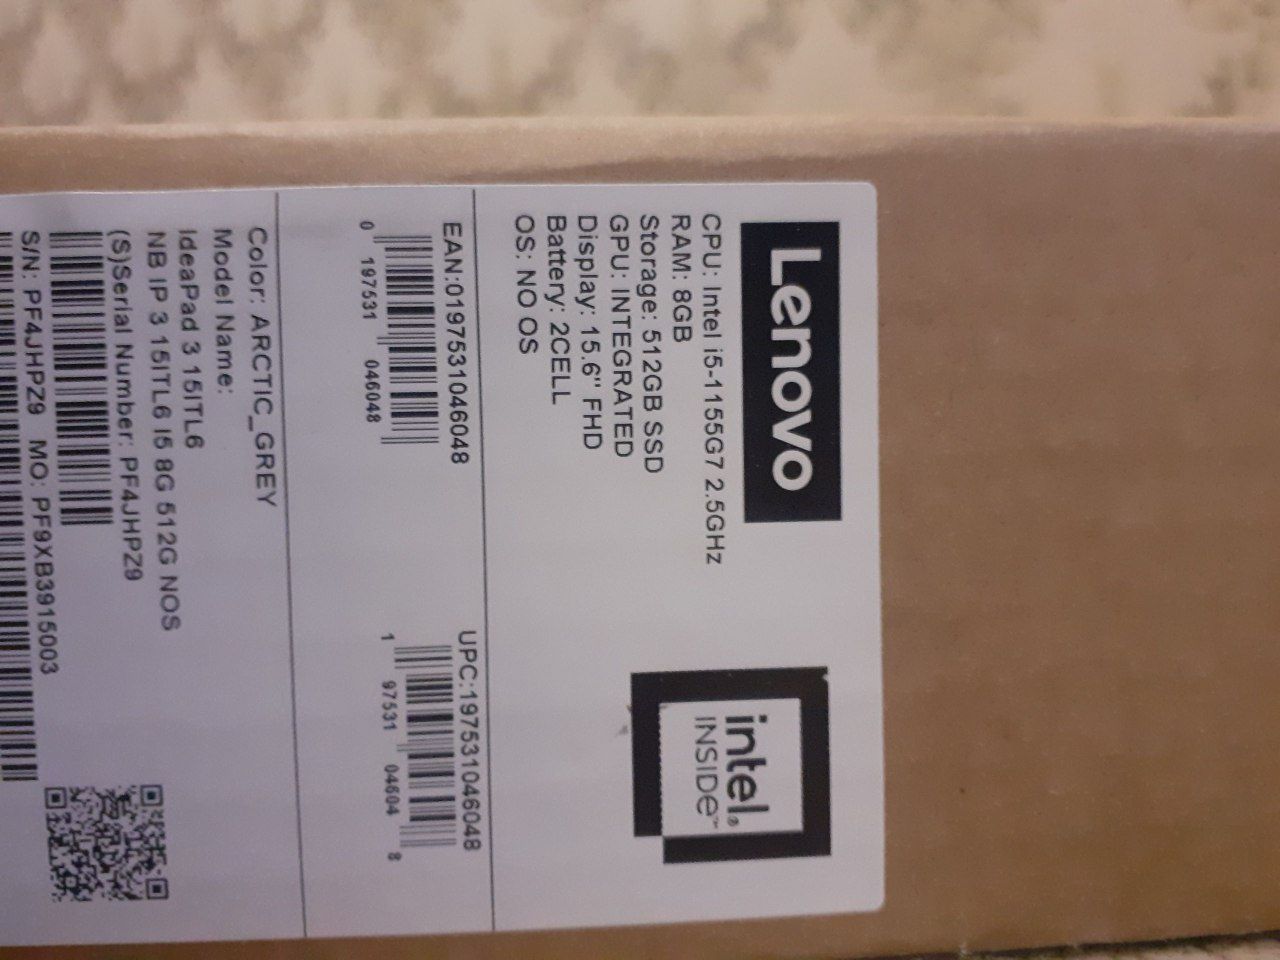 Lenovo
CPU: Intel i5-1155G7 2.5GHz
RAM: 8GB
Storage: 512GB SSD
GPU: INTEGRATED
Display: 15.6" FHD
Battery: 2CELL
OS: NO OS
intel®
INSIDE™
EAN:0197531046048
0 197531 046048
UPC:197531046048
1 97531 04604 8
Color: ARCTIC_GREY
Model Name:
IdeaPad 3 15ITL6
NB IP 3 15ITL6 I5 8G 512G NOS
(S)Serial Number: PF4JHPZ9
S/N: PF4JHPZ9 MO: PF9XB3915003